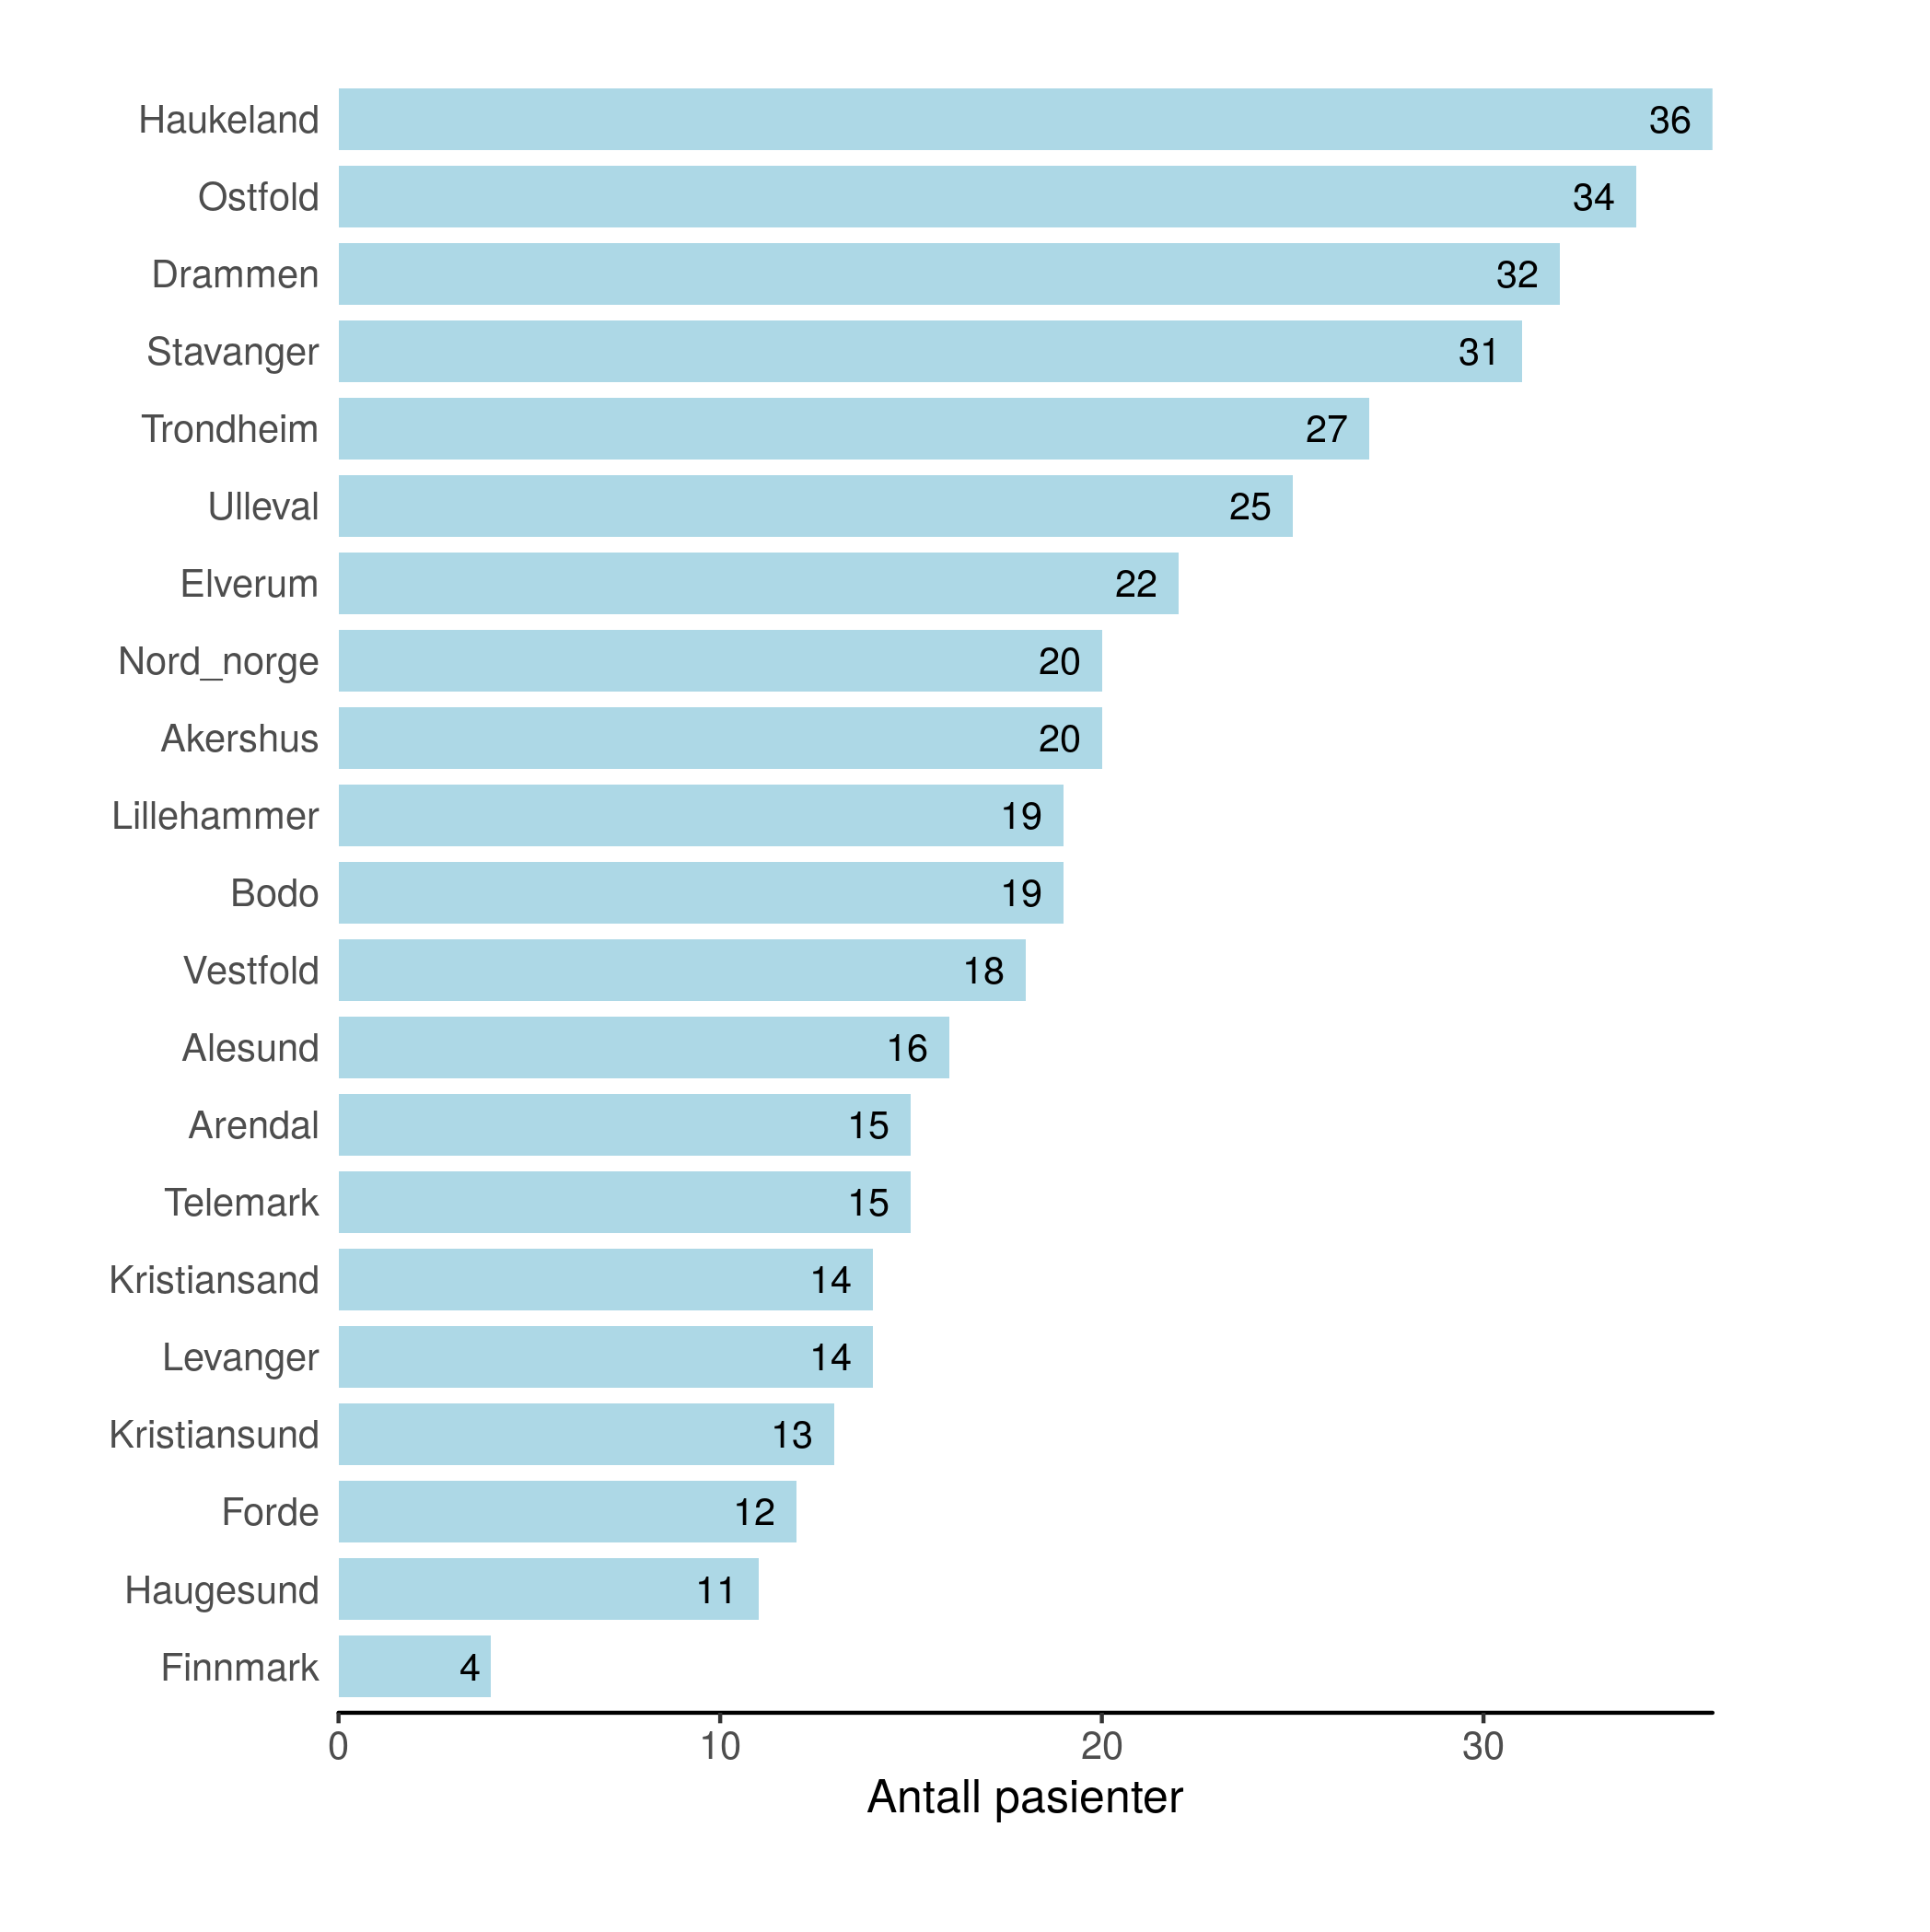 Haukeland 36
Ostfold 34
Drammen 32
Stavanger 31
Trondheim 27
Ulleval 25
Elverum 22
Nord_norge 20
Akershus 20
Lillehammer 19
Bodo 19
Vestfold 18
Alesund 16
Arendal 15
Telemark 15
Kristiansand 14
Levanger 14
Kristiansund 13
Forde 12
Haugesund 11
Finnmark 4
0 10 20 30
Antall pasienter